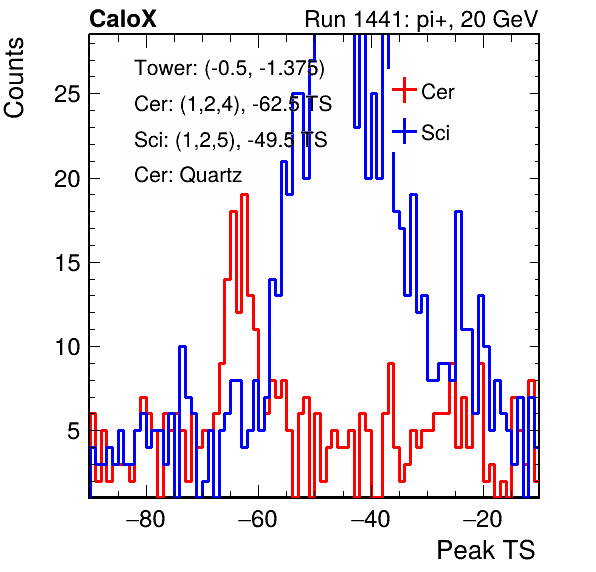 CaloX
Run 1441: pi+, 20 GeV
Counts
Tower: (-0.5, -1.375)
Cer: (1,2,4), -62.5 TS
Sci: (1,2,5), -49.5 TS
Cer: Quartz
Cer
Sci
25
20
15
10
5
−80
−60
−40
−20
Peak TS